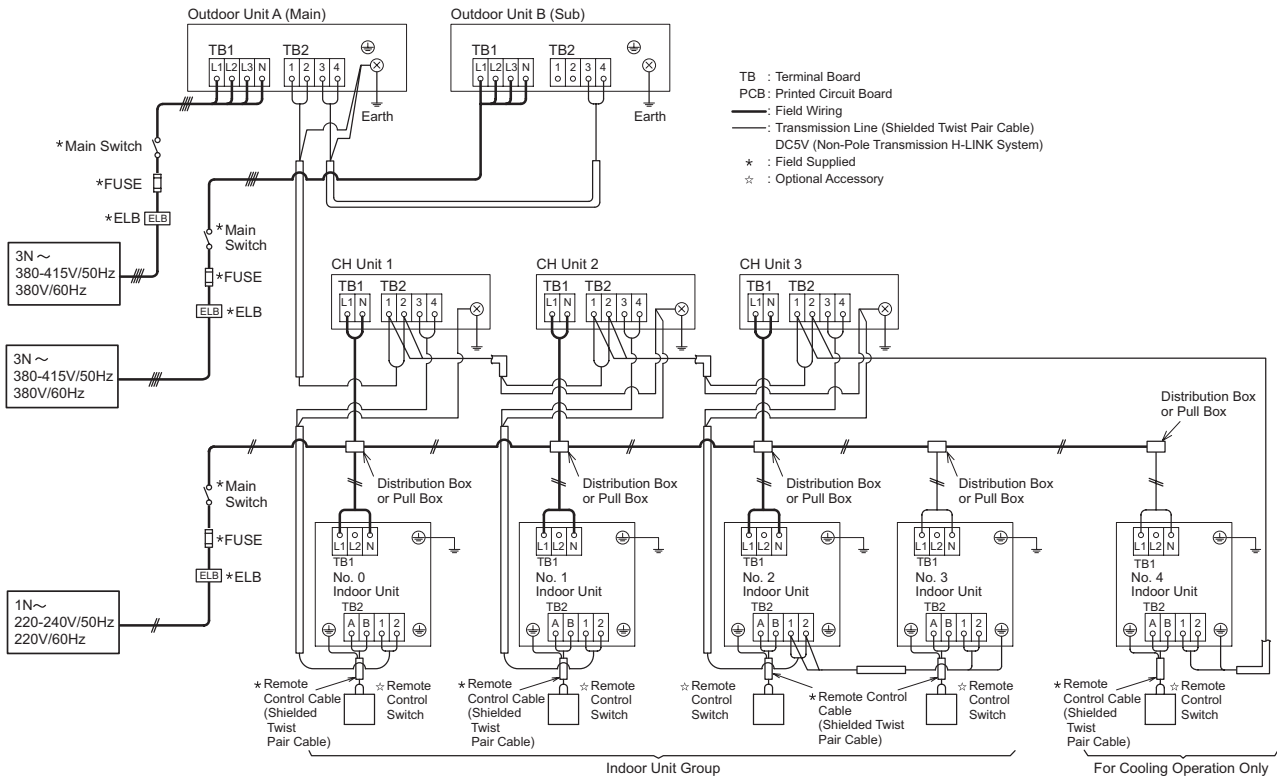 Outdoor Unit A (Main)
TB1
TB2
L1 L2 L3 N
1 2 3 4
Earth
Outdoor Unit B (Sub)
TB1
TB2
L1 L2 L3 N
1 2 3 4
Earth
TB : Terminal Board
PCB : Printed Circuit Board
: Field Wiring
: Transmission Line (Shielded Twist Pair Cable)
DC5V (Non-Pole Transmission H-LINK System)
* : Field Supplied
☆ : Optional Accessory
*Main Switch
*FUSE
*ELB
ELB
3N～
380-415V/50Hz
380V/60Hz
*Main
Switch
*FUSE
ELB
*ELB
3N～
380-415V/50Hz
380V/60Hz
CH Unit 1
TB1
TB2
L1 N
1 2 3 4
CH Unit 2
TB1
TB2
L1 N
1 2 3 4
CH Unit 3
TB1
TB2
L1 N
1 2 3 4
Distribution Box
or Pull Box
*Main
Switch
*FUSE
ELB
*ELB
1N～
220-240V/50Hz
220V/60Hz
Distribution Box
or Pull Box
Distribution Box
or Pull Box
Distribution Box
or Pull Box
Distribution Box
or Pull Box
L1 L2 N
TB1
No. 0
Indoor Unit
TB2
A B 1 2
L1 L2 N
TB1
No. 1
Indoor Unit
TB2
A B 1 2
L1 L2 N
TB1
No. 2
Indoor Unit
TB2
A B 1 2
L1 L2 N
TB1
No. 3
Indoor Unit
TB2
A B 1 2
L1 L2 N
TB1
No. 4
Indoor Unit
TB2
A B 1 2
*Remote
Control Cable
(Shielded
Twist
Pair Cable)
☆Remote
Control
Switch
*Remote
Control Cable
(Shielded
Twist
Pair Cable)
☆Remote
Control
Switch
☆Remote
Control
Switch
*Remote Control
Cable
(Shielded Twist
Pair Cable)
☆Remote
Control
Switch
*Remote
Control Cable
(Shielded
Twist
Pair Cable)
☆Remote
Control
Switch
Indoor Unit Group
For Cooling Operation Only